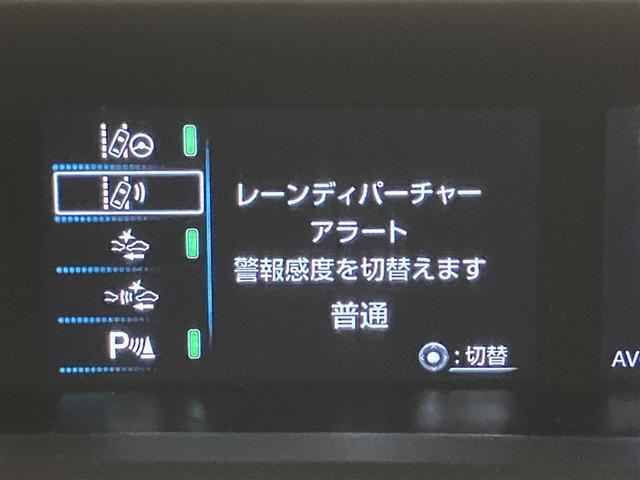 レーンディパーチャー
アラート
警報感度を切替えます
普通
:切替
P
AV